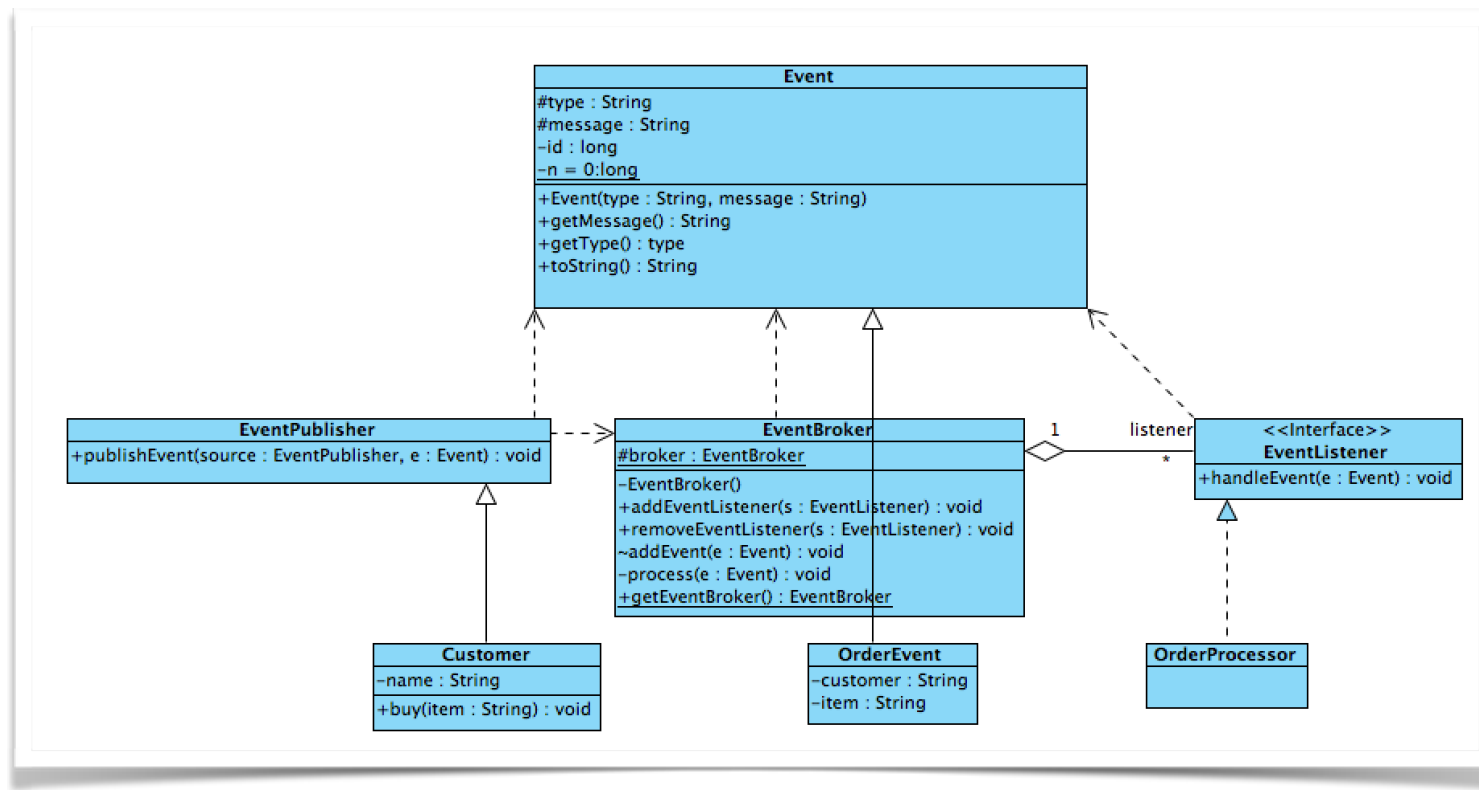 Event
#type : String
#message : String
-id : long
-n = 0:long
+Event(type : String, message : String)
+getMessage() : String
+getType() : type
+toString() : String
EventPublisher
+publishEvent(source : EventPublisher, e : Event) : void
EventBroker
#broker : EventBroker
-EventBroker()
+addEventListener(s : EventListener) : void
+removeEventListener(s : EventListener) : void
~addEvent(e : Event) : void
-process(e : Event) : void
+getEventBroker() : EventBroker
1
listener
*
<<Interface>>
EventListener
+handleEvent(e : Event) : void
Customer
-name : String
+buy(item : String) : void
OrderEvent
-customer : String
-item : String
OrderProcessor